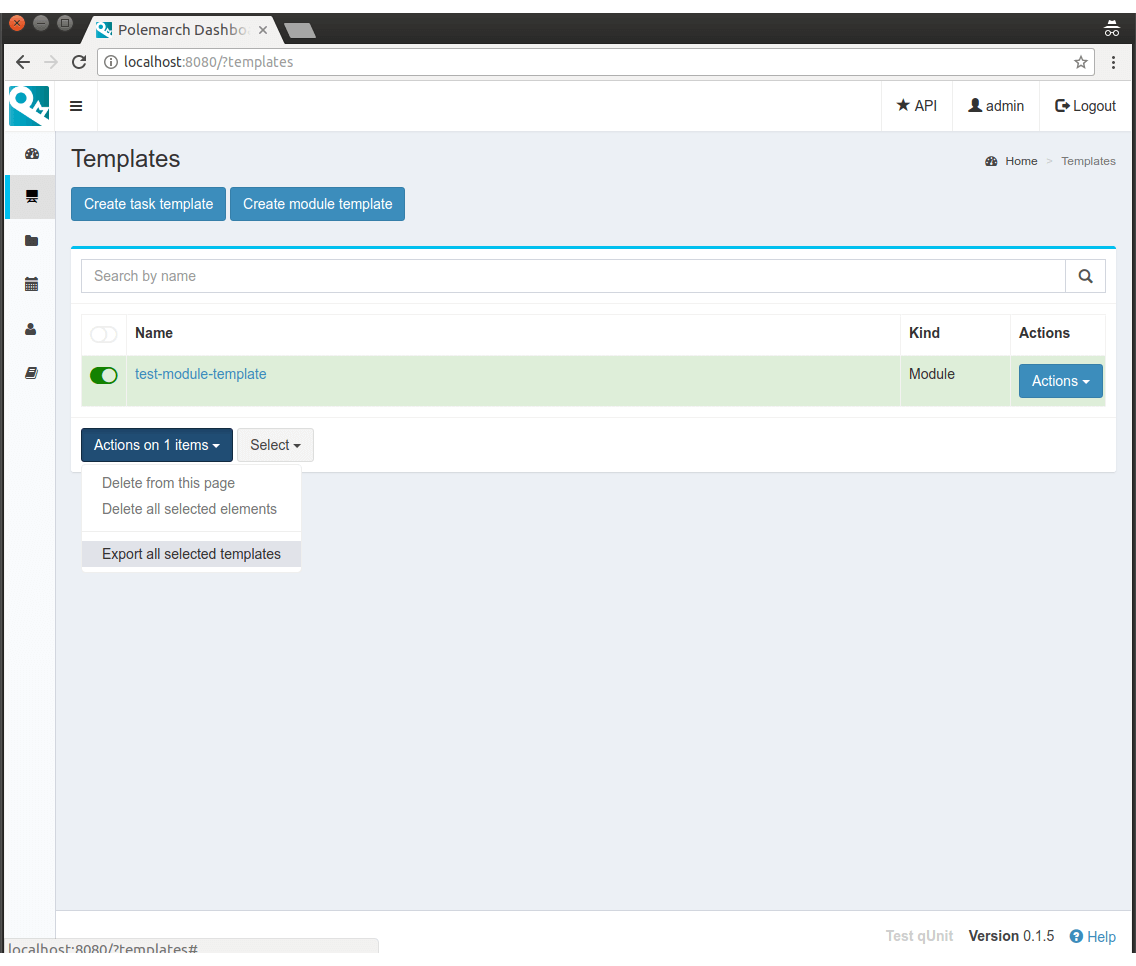 Polemarch Dashbo
localhost:8080/?templates
API
admin
Logout
Templates
Home > Templates
Create task template
Create module template
Search by name
Name
Kind
Actions
test-module-template
Module
Actions
Actions on 1 items
Select
Delete from this page
Delete all selected elements
Export all selected templates
Test qUnit
Version 0.1.5
Help
localhost:8080/?templates#